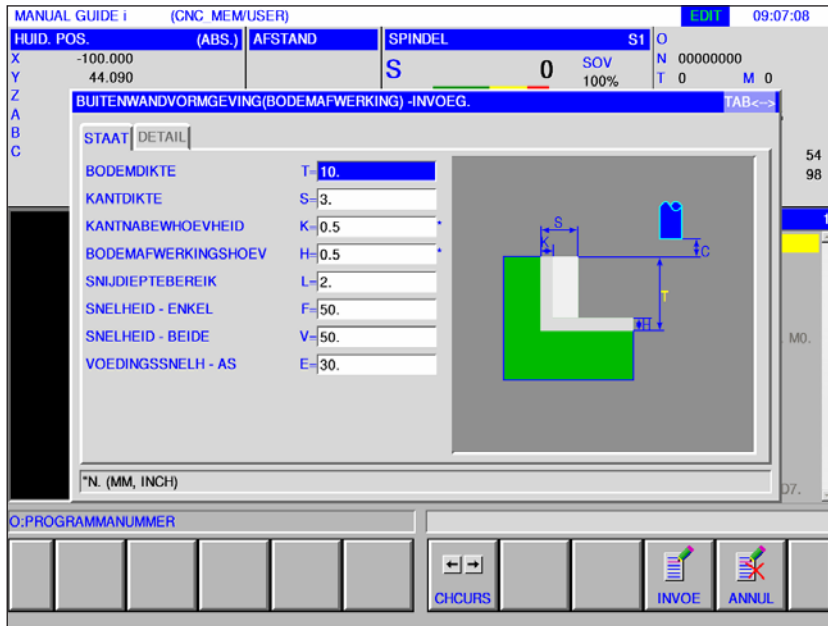 MANUAL GUIDE i (CNC_MEM/USER) EDIT 09:07:08
HUID. POS. (ABS.) AFSTAND SPINDEL S1 O
X -100.000 S 0 SOV N 00000000
Y 44.090 100% T 0 M 0
Z
A
B
C
54
98
BUITENWANDVORMGEVING(BODEMAFWERKING) -INVOEG. TAB<-->
STAAT DETAIL
BODEMDIKTE T=10.
KANTDIKTE S=3.
KANTNABEWHOEVHEID K=0.5 *
BODEMAFWERKINGSHOEV H=0.5 *
SNIJDIEPTEBEREIK L=2.
SNELHEID - ENKEL F=50.
SNELHEID - BEIDE V=50.
VOEDINGSSNELH - AS E=30.
S
K
C
T
H
1
M0.
D7.
"N. (MM, INCH)
O:PROGRAMMANUMMER
CHCURS INVOE ANNUL